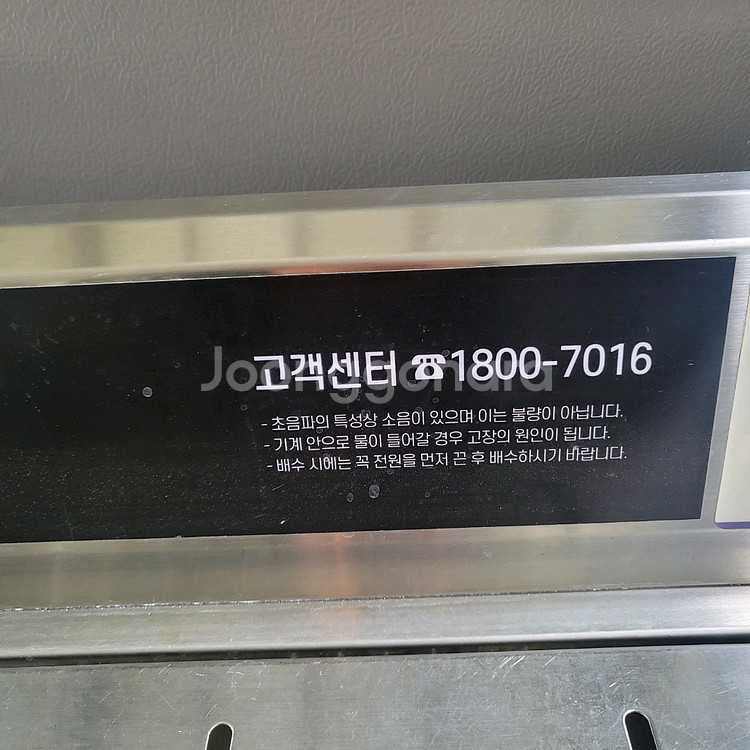 고객센터 ☎1800-7016
- 초음파의 특성상 소음이 있으며 이는 불량이 아닙니다.
- 기계 안으로 물이 들어갈 경우 고장의 원인이 됩니다.
- 배수 시에는 꼭 전원을 먼저 끈 후 배수하시기 바랍니다.
Joonggonara